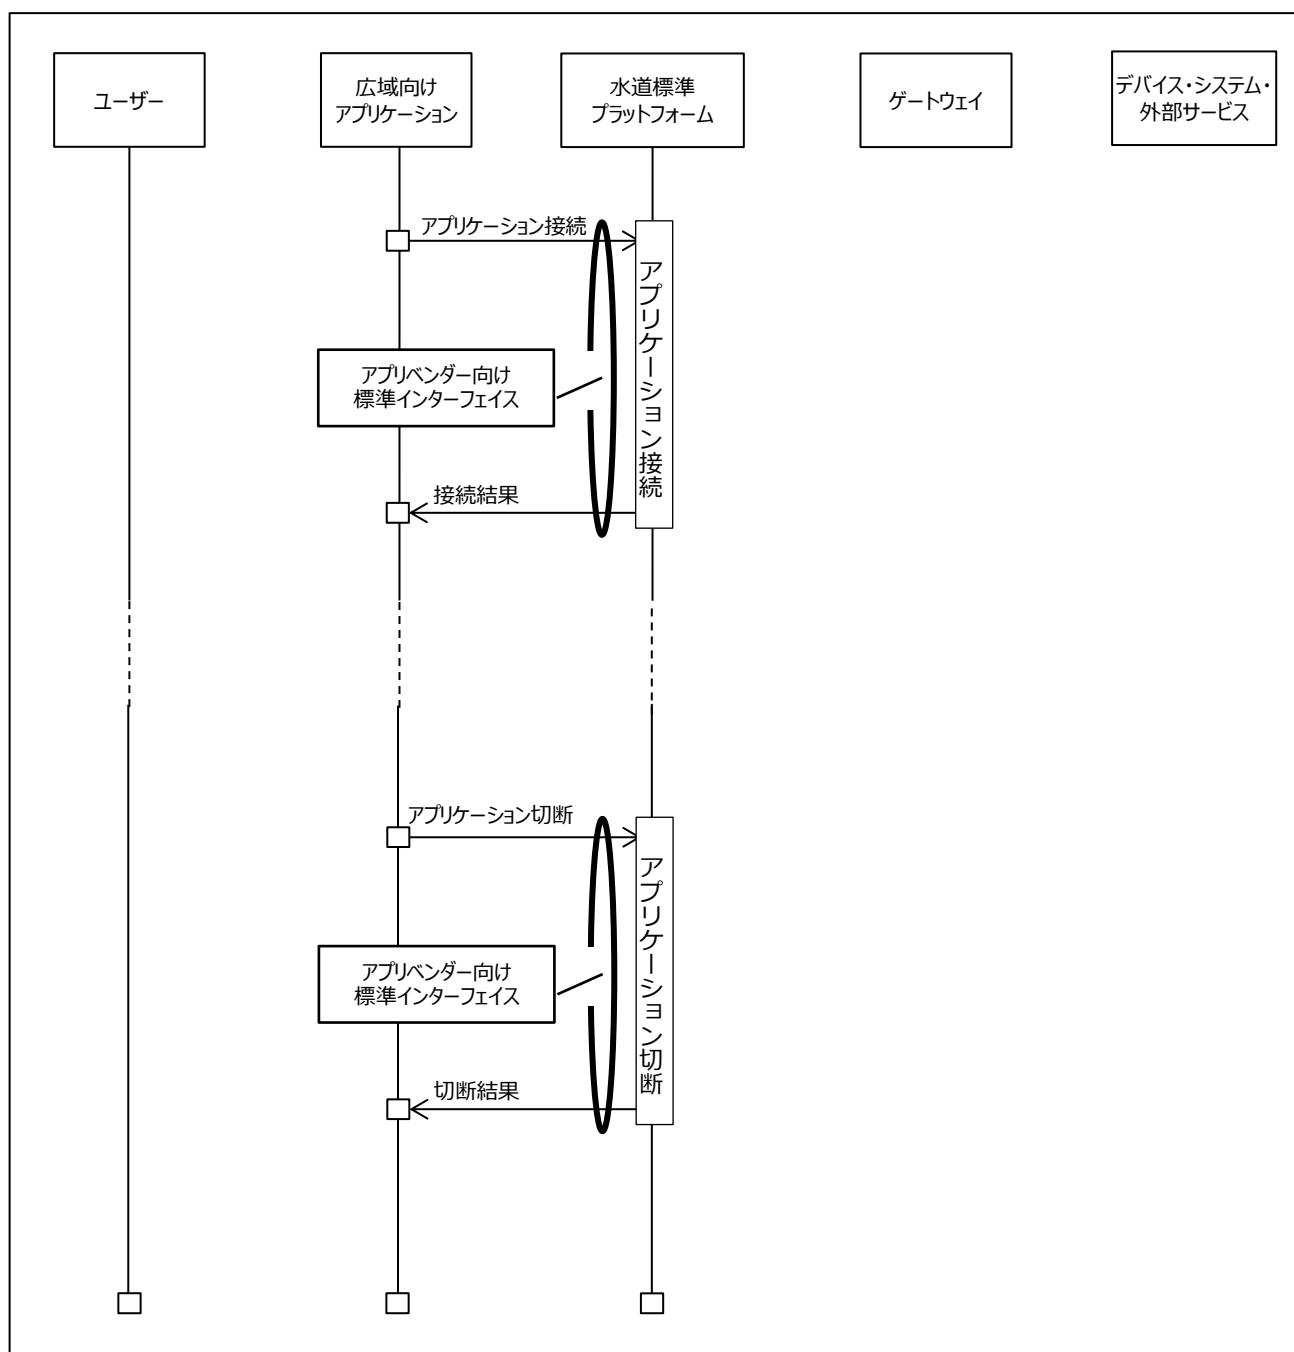 ユーザー
広域向け
アプリケーション
水道標準
プラットフォーム
ゲートウェイ
デバイス・システム・
外部サービス
アプリケーション接続
アプリケーション接続
アプリベンダー向け
標準インターフェイス
接続結果
アプリケーション切断
アプリケーション切断
アプリベンダー向け
標準インターフェイス
切断結果